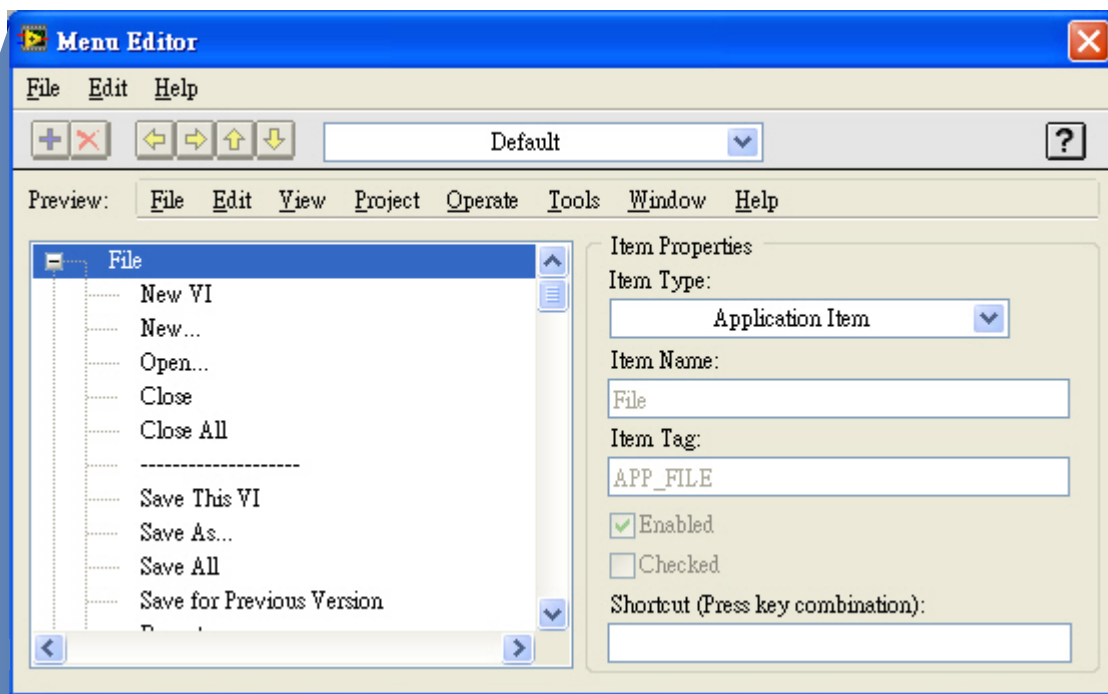 Menu Editor
File Edit Help
Default ?
Preview: File Edit View Project Operate Tools Window Help
File
New VI
New...
Open...
Close
Close All
--------------------
Save This VI
Save As...
Save All
Save for Previous Version
Item Properties
Item Type:
Application Item
Item Name:
File
Item Tag:
APP_FILE
Enabled
Checked
Shortcut (Press key combination):